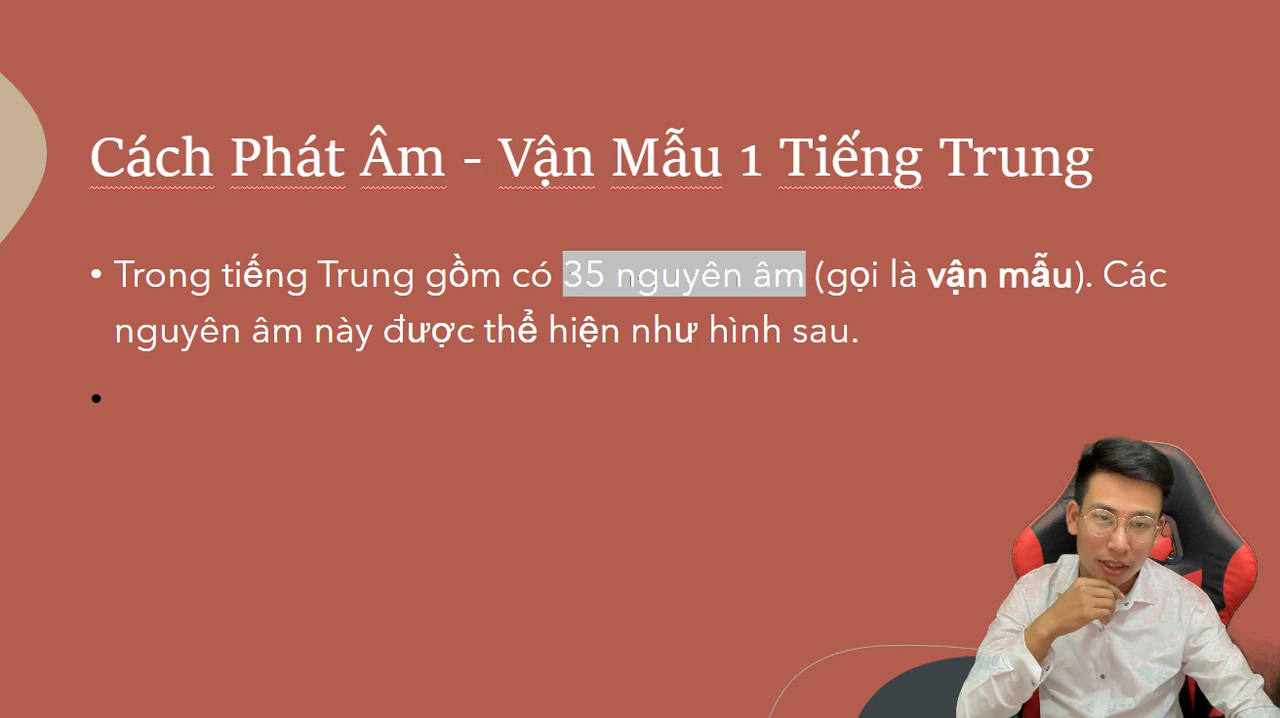 Cách Phát Âm - Vận Mẫu 1 Tiếng Trung
• Trong tiếng Trung gồm có 35 nguyên âm (gọi là vận mẫu). Các
nguyên âm này được thể hiện như hình sau.
•